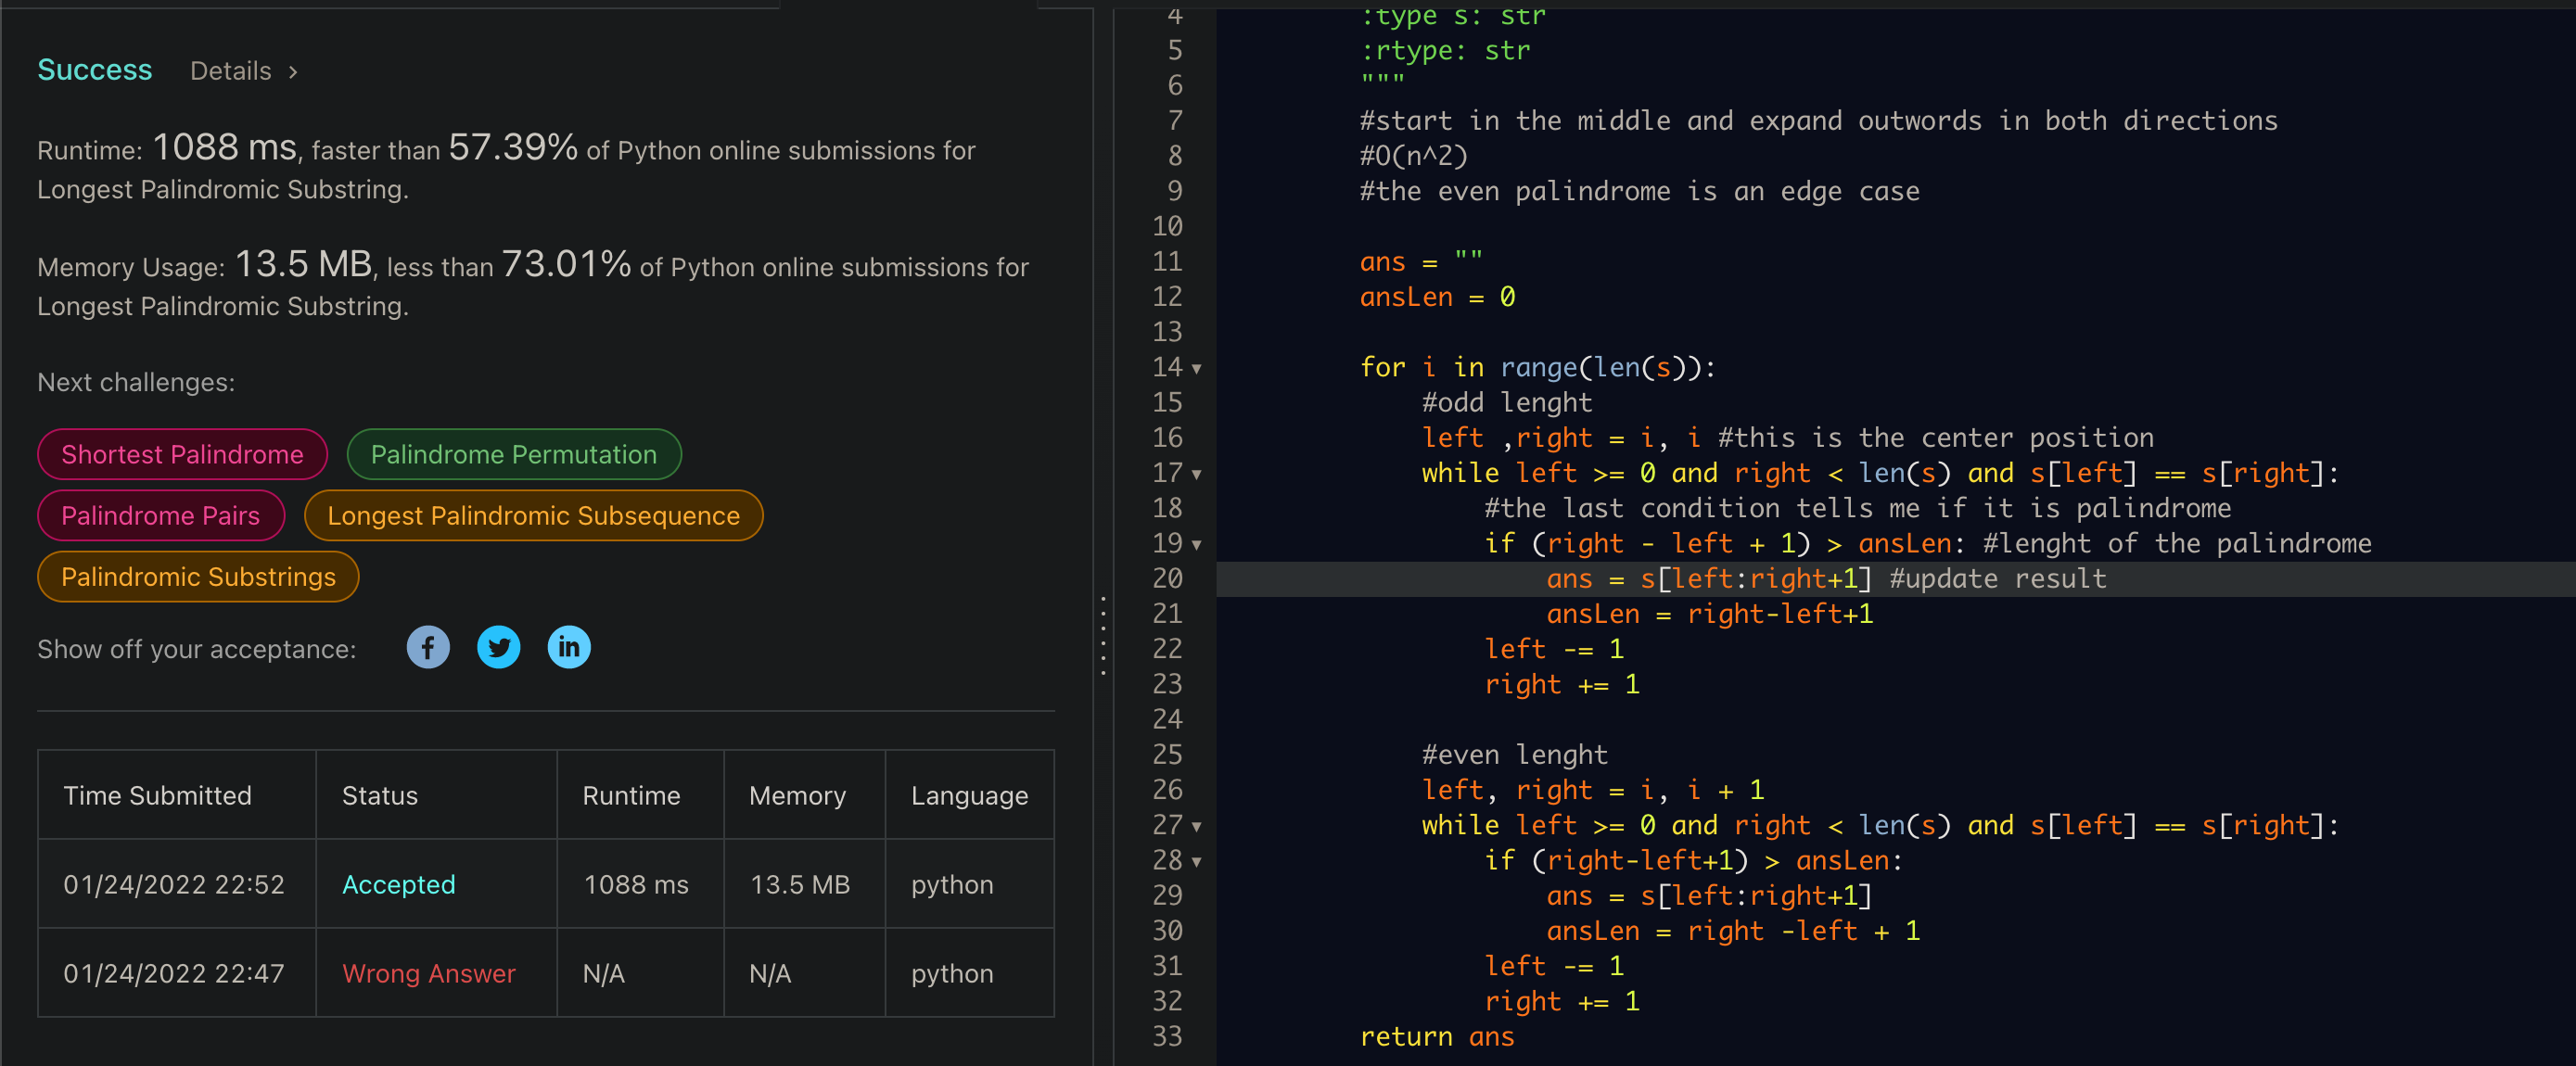 Success Details >
Runtime: 1088 ms, faster than 57.39% of Python online submissions for
Longest Palindromic Substring.
Memory Usage: 13.5 MB, less than 73.01% of Python online submissions for
Longest Palindromic Substring.
Next challenges:
Shortest Palindrome Palindrome Permutation
Palindrome Pairs Longest Palindromic Subsequence
Palindromic Substrings
Show off your acceptance: f in
Time Submitted Status Runtime Memory Language
01/24/2022 22:52 Accepted 1088 ms 13.5 MB python
01/24/2022 22:47 Wrong Answer N/A N/A python
4 :type s: str
5 :rtype: str
6 """
7 #start in the middle and expand outwords in both directions
8 #O(n^2)
9 #the even palindrome is an edge case
10
11 ans = ""
12 ansLen = 0
13
14 for i in range(len(s)):
15 #odd lenght
16 left ,right = i, i #this is the center position
17 while left >= 0 and right < len(s) and s[left] == s[right]:
18 #the last condition tells me if it is palindrome
19 if (right - left + 1) > ansLen: #lenght of the palindrome
20 ans = s[left:right+1] #update result
21 ansLen = right-left+1
22 left -= 1
23 right += 1
24
25 #even lenght
26 left, right = i, i + 1
27 while left >= 0 and right < len(s) and s[left] == s[right]:
28 if (right-left+1) > ansLen:
29 ans = s[left:right+1]
30 ansLen = right -left + 1
31 left -= 1
32 right += 1
33 return ans